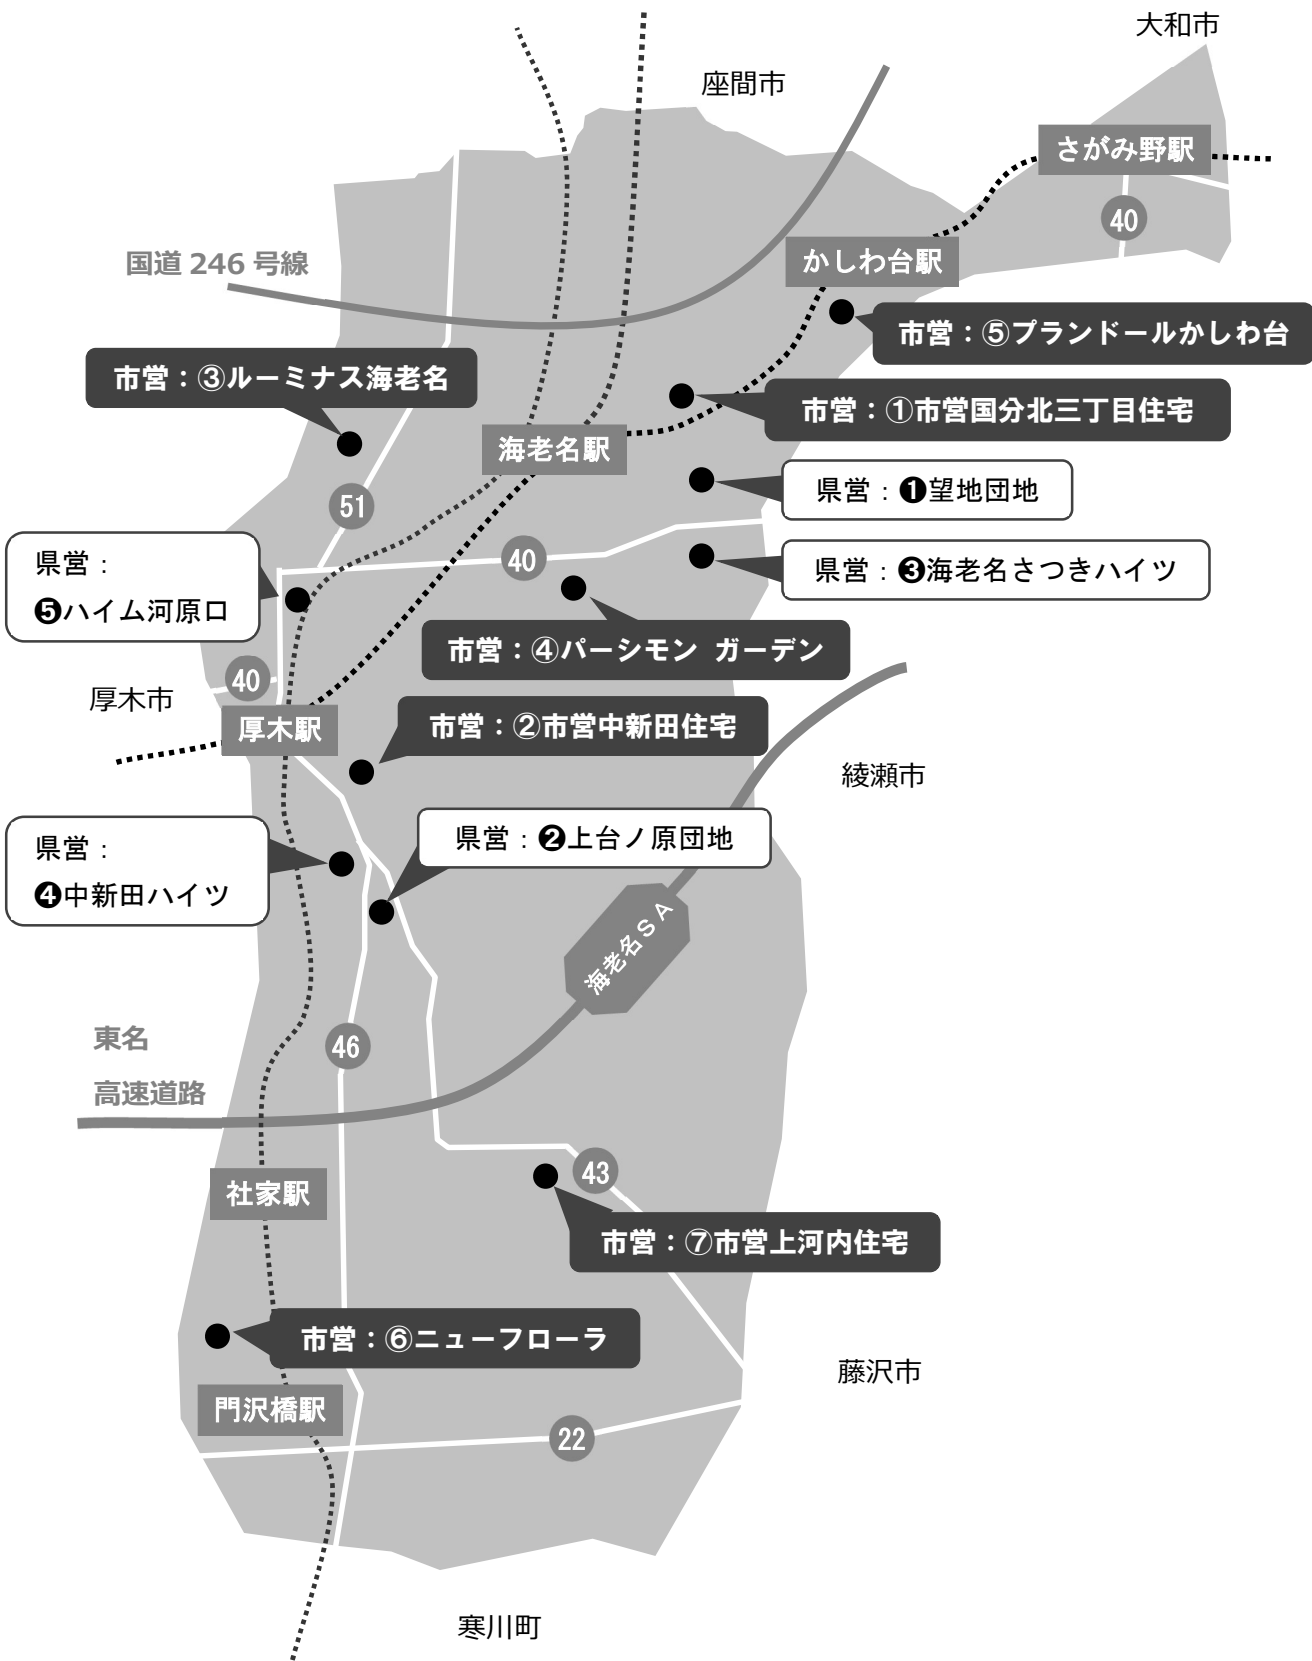 大和市
座間市
さがみ野駅
40
かしわ台駅
国道 246 号線
市営：⑤プランドールかしわ台
市営：③ルーミナス海老名
市営：①市営国分北三丁目住宅
海老名駅
県営：❶望地団地
51
40
県営：
❺ハイム河原口
県営：❸海老名さつきハイツ
市営：④パーシモン ガーデン
40
厚木市
厚木駅
市営：②市営中新田住宅
綾瀬市
県営：❷上台ノ原団地
県営：
❹中新田ハイツ
海老名ＳＡ
東名
高速道路
46
社家駅
43
市営：⑦市営上河内住宅
市営：⑥ニューフローラ
藤沢市
門沢橋駅
22
寒川町